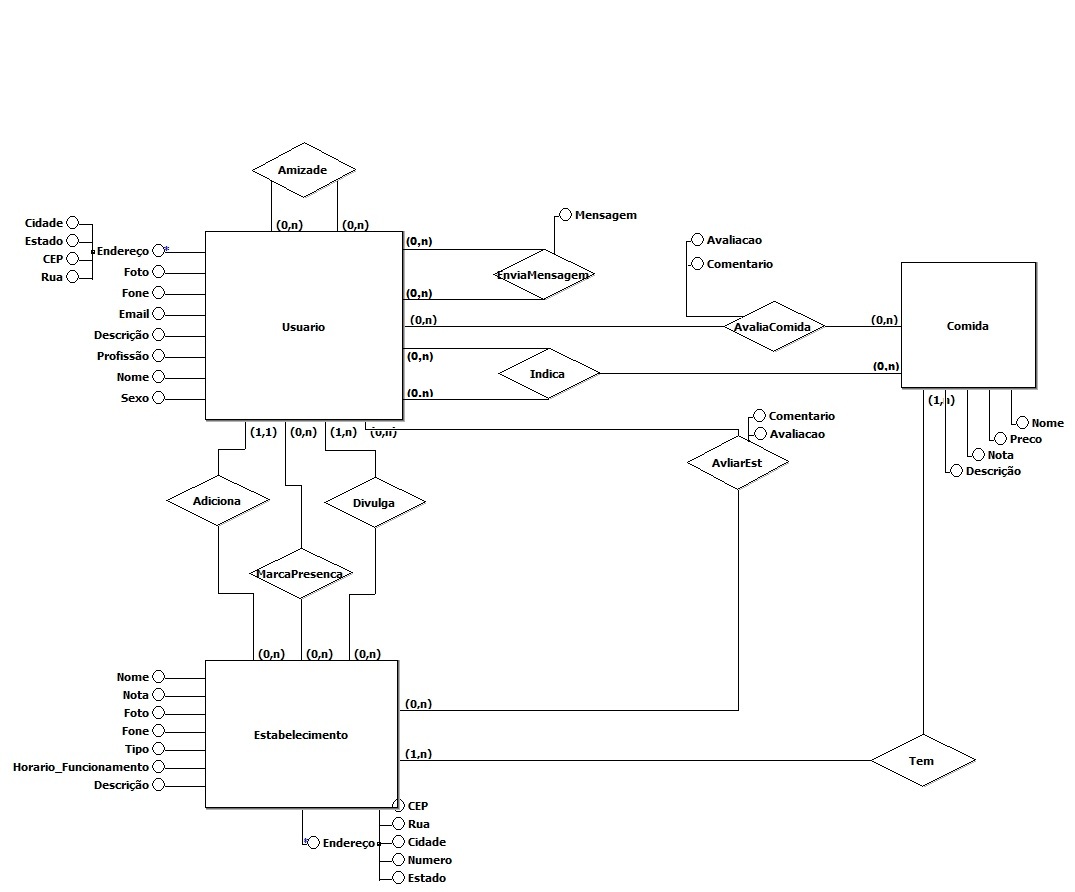 Amizade
(0,n) (0,n)
Cidade
Estado
CEP
Rua
Endereço *
Foto
Fone
Email
Descrição
Profissão
Nome
Sexo
Usuario
(0,n)
Mensagem
EnviaMensagem
(0,n)
Avaliacao
Comentario
(0,n)
AvaliaComida
(0,n)
Comida
(0,n)
Indica
(0,n)
(0,n)
(1,n)
Nome
Preco
Nota
Descrição
(1,1) (0,n) (1,n) (0,n)
Comentario
Avaliacao
AvliarEst
Adiciona
Divulga
MarcaPresenca
(0,n) (0,n) (0,n)
Nome
Nota
Foto
Fone
Tipo
Horario_Funcionamento
Descrição
Estabelecimento
(0,n)
(1,n)
Tem
* Endereço
CEP
Rua
Cidade
Numero
Estado